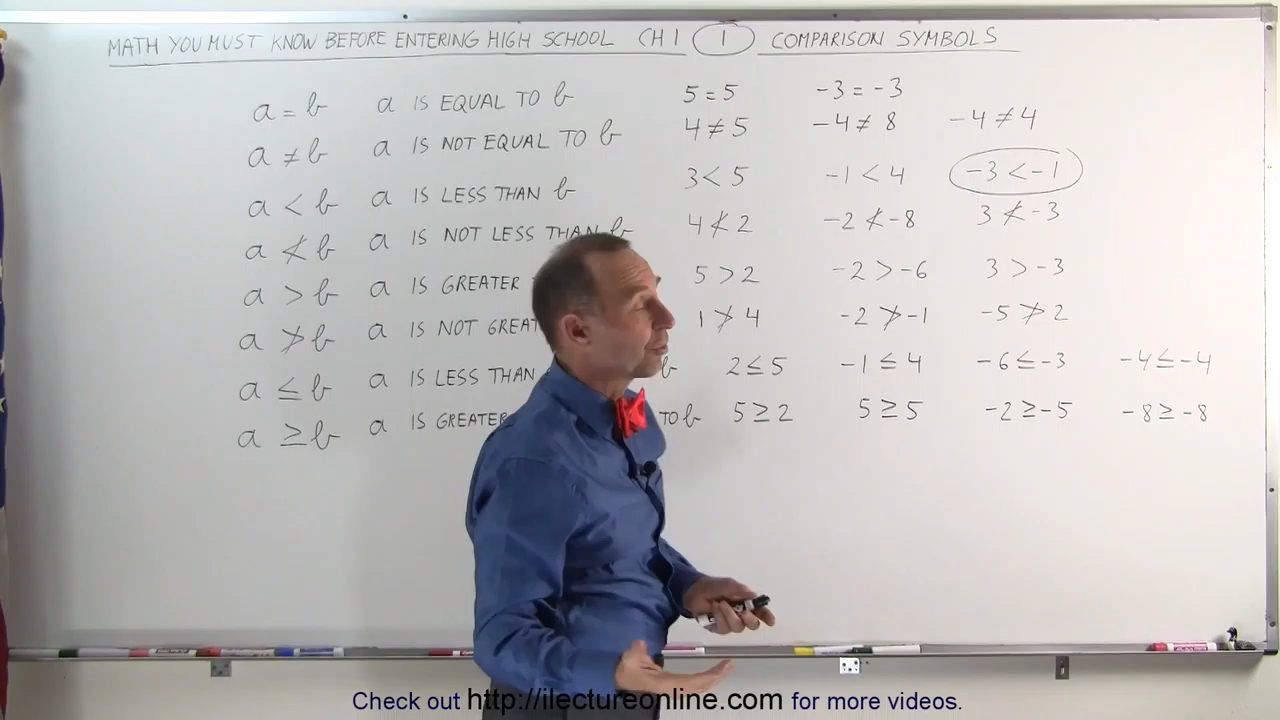 MATH YOU MUST KNOW BEFORE ENTERING HIGH SCHOOL CH 1 1 COMPARISON SYMBOLS
a = b a IS EQUAL TO b 5 = 5 -3 = -3
a ≠ b a IS NOT EQUAL TO b 4 ≠ 5 -4 ≠ 8 -4 ≠ 4
a < b a IS LESS THAN b 3 < 5 -1 < 4 -3 < -1
a ≮ b a IS NOT LESS THAN b 4 ≮ 2 -2 ≮ -8 3 ≮ -3
a > b a IS GREATER 5 > 2 -2 > -6 3 > -3
a ≯ b a IS NOT GREAT 1 ≯ 4 -2 ≯ -1 -5 ≯ 2
a ≤ b a IS LESS THAN b 2 ≤ 5 -1 ≤ 4 -6 ≤ -3 -4 ≤ -4
a ≥ b a IS GREATER TO b 5 ≥ 2 5 ≥ 5 -2 ≥ -5 -8 ≥ -8
Check out http://ilectureonline.com for more videos.